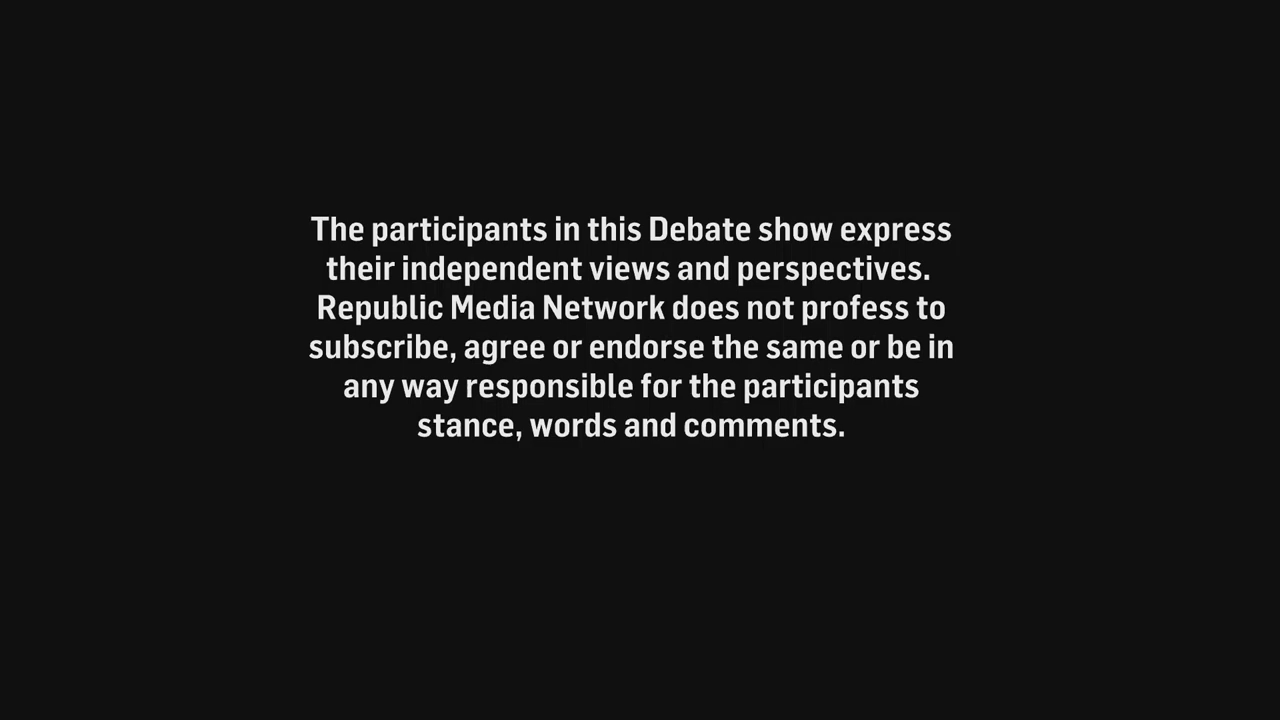 The participants in this Debate show express
their independent views and perspectives.
Republic Media Network does not profess to
subscribe, agree or endorse the same or be in
any way responsible for the participants
stance, words and comments.